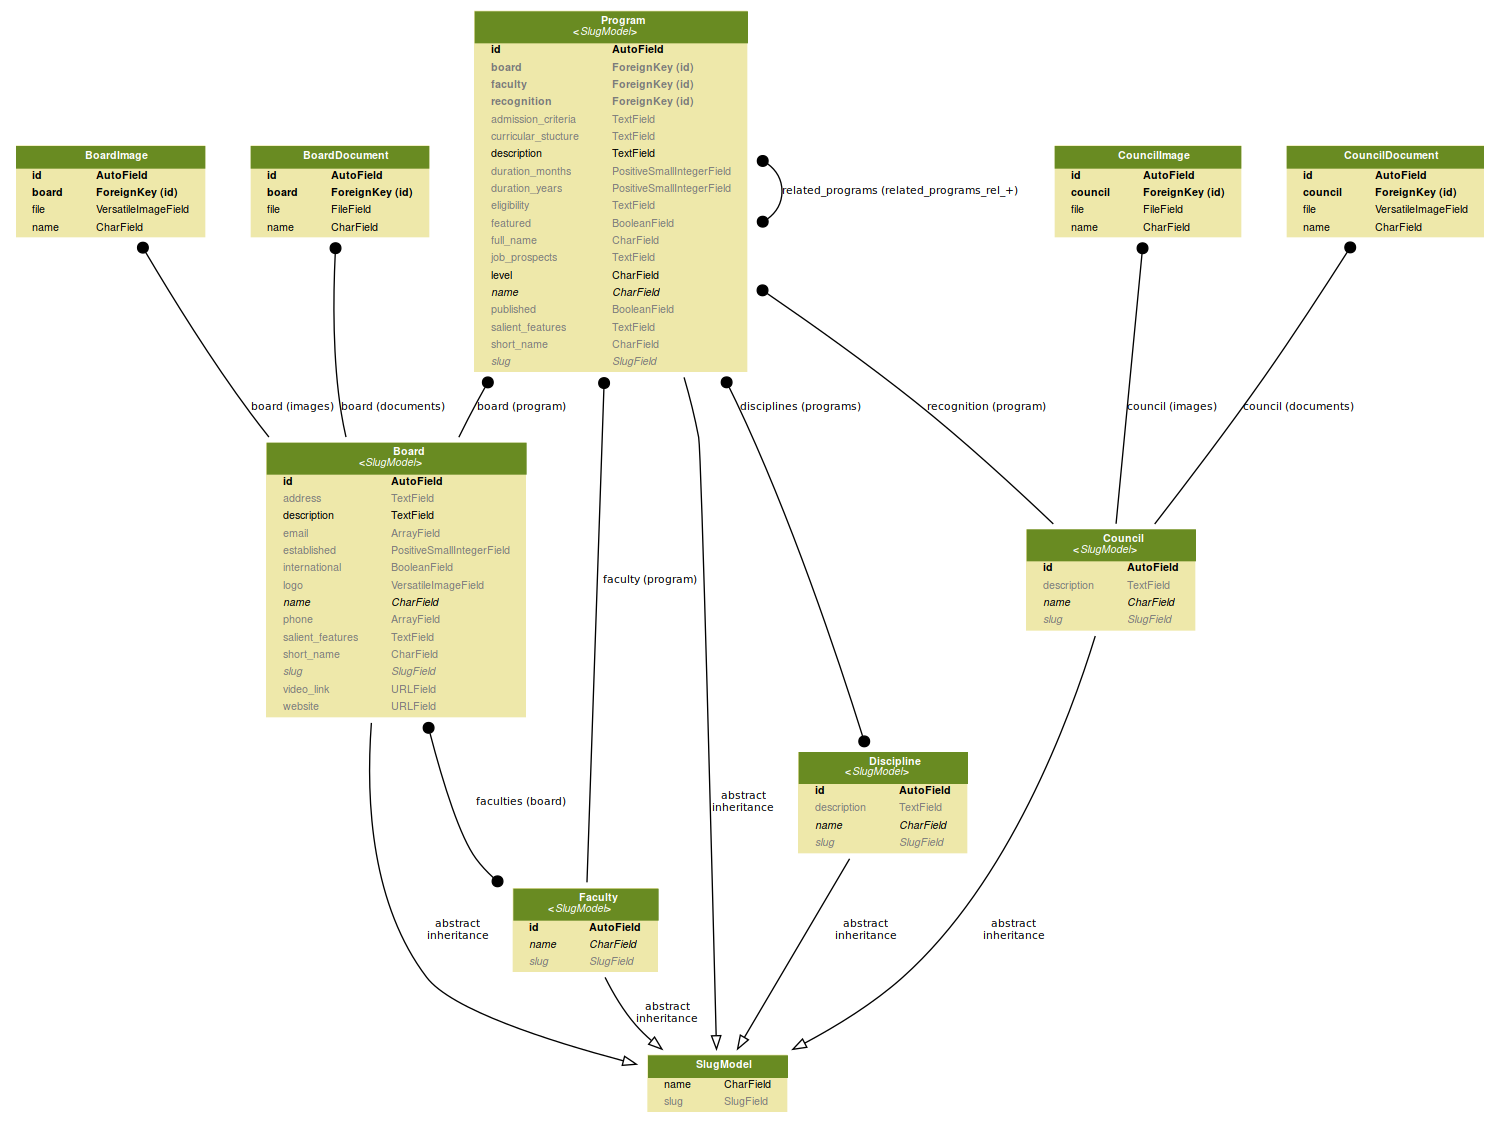 Program
<SlugModel>
id AutoField
board ForeignKey (id)
faculty ForeignKey (id)
recognition ForeignKey (id)
admission_criteria TextField
curricular_stucture TextField
description TextField
duration_months PositiveSmallIntegerField
duration_years PositiveSmallIntegerField
eligibility TextField
featured BooleanField
full_name CharField
job_prospects TextField
level CharField
name CharField
published BooleanField
salient_features TextField
short_name CharField
slug SlugField
BoardImage
id AutoField
board ForeignKey (id)
file VersatileImageField
name CharField
BoardDocument
id AutoField
board ForeignKey (id)
file FileField
name CharField
related_programs (related_programs_rel_+)
CouncilImage
id AutoField
council ForeignKey (id)
file FileField
name CharField
CouncilDocument
id AutoField
council ForeignKey (id)
file VersatileImageField
name CharField
board (images)
board (documents)
board (program)
disciplines (programs)
recognition (program)
council (images)
council (documents)
Board
<SlugModel>
id AutoField
address TextField
description TextField
email ArrayField
established PositiveSmallIntegerField
international BooleanField
logo VersatileImageField
name CharField
phone ArrayField
salient_features TextField
short_name CharField
slug SlugField
video_link URLField
website URLField
faculty (program)
Council
<SlugModel>
id AutoField
description TextField
name CharField
slug SlugField
faculties (board)
abstract
inheritance
Discipline
<SlugModel>
id AutoField
description TextField
name CharField
slug SlugField
abstract
inheritance
Faculty
<SlugModel>
id AutoField
name CharField
slug SlugField
abstract
inheritance
abstract
inheritance
abstract
inheritance
SlugModel
name CharField
slug SlugField